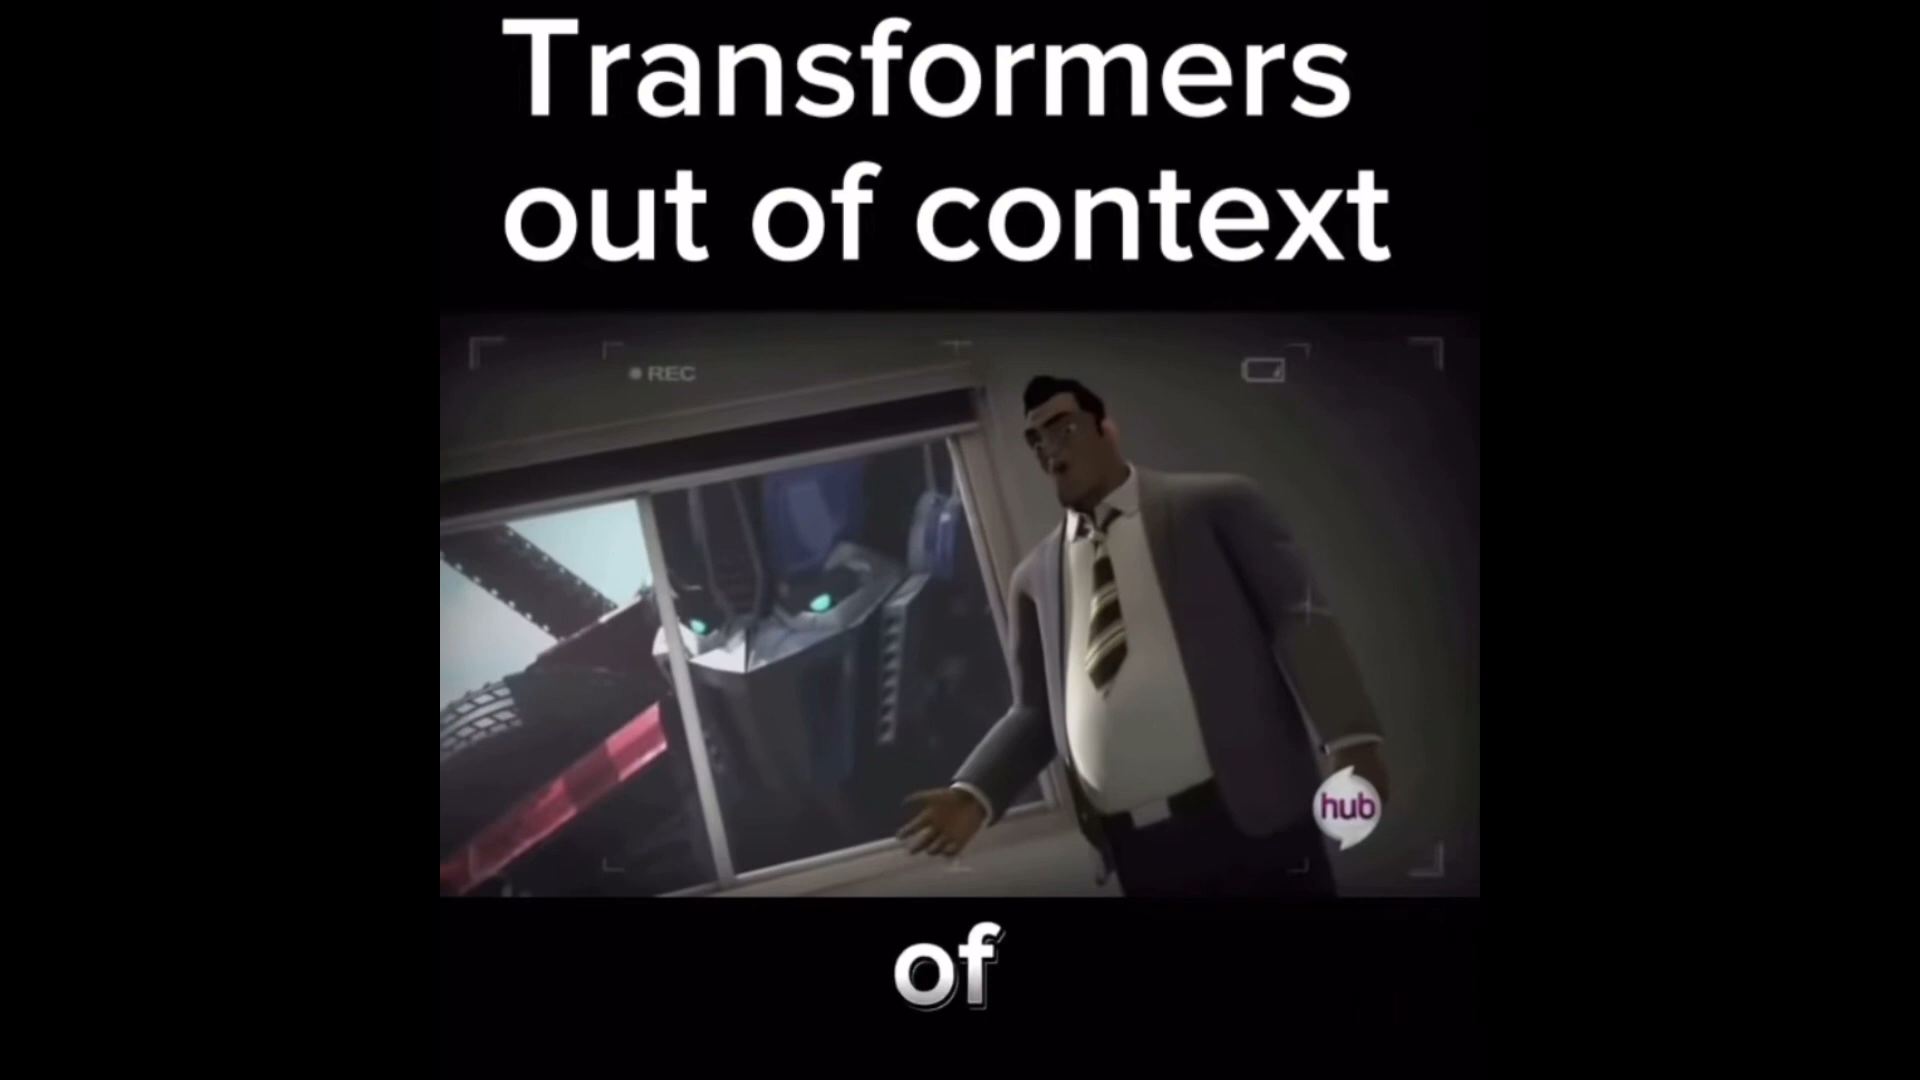 Transformers
out of context
REC
hub
of